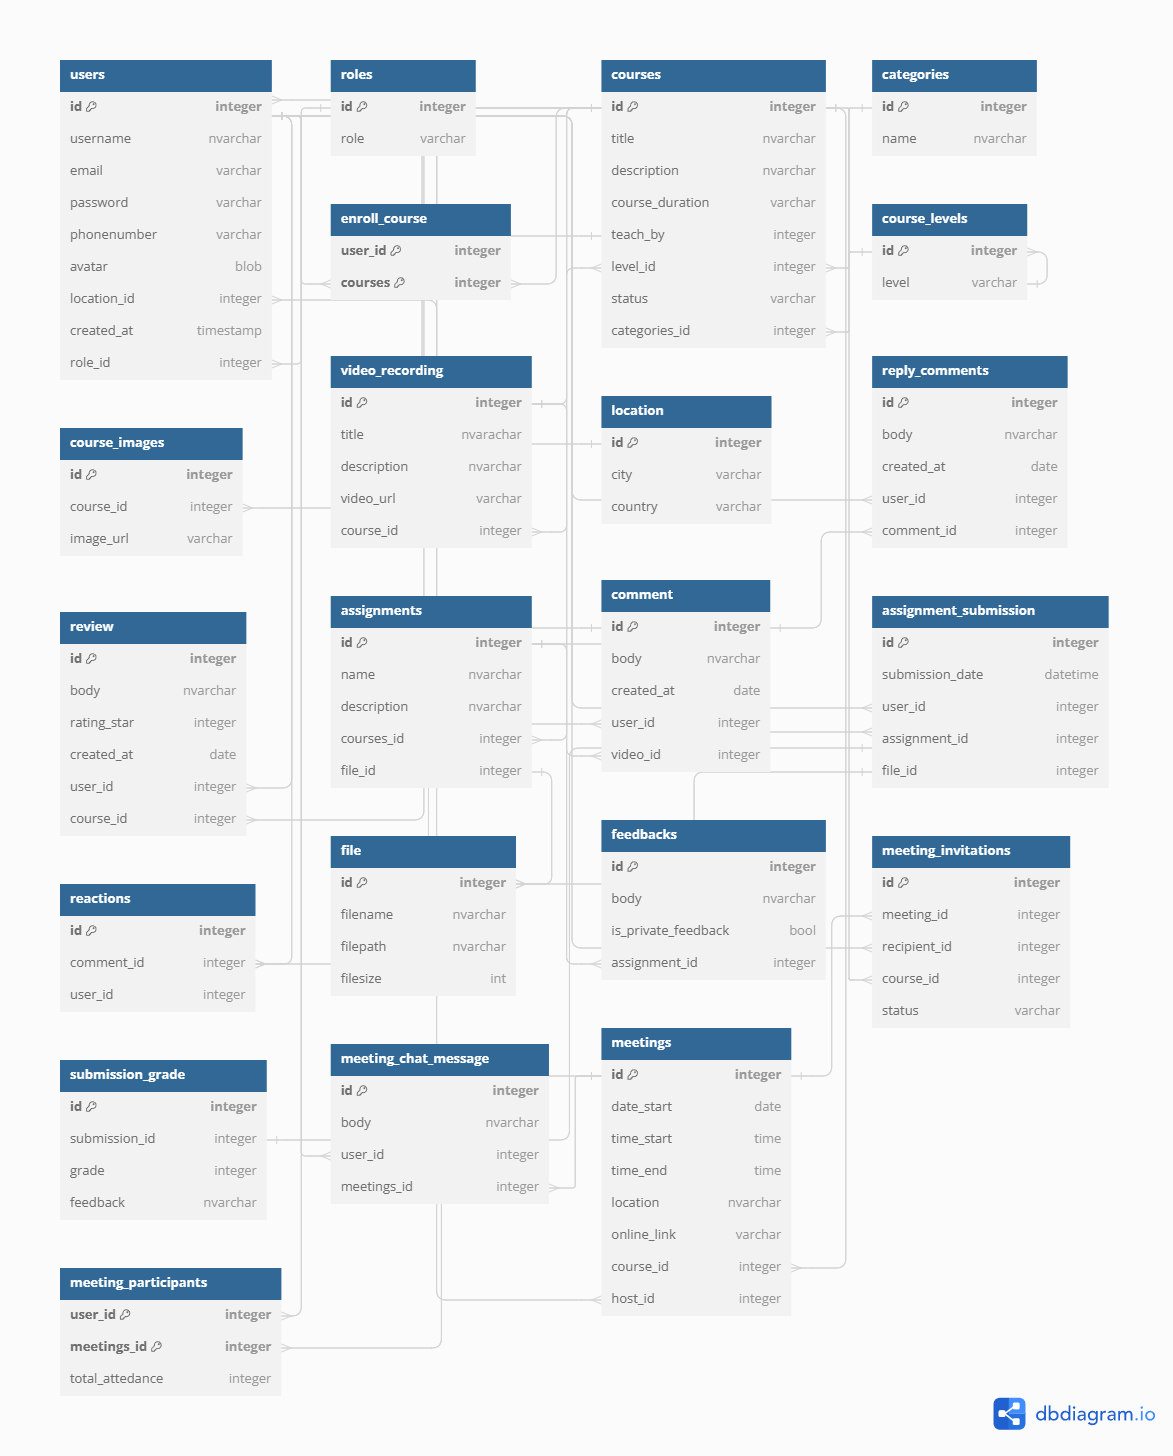 users
id integer
username nvarchar
email varchar
password varchar
phonenumber varchar
avatar blob
location_id integer
created_at timestamp
role_id integer
roles
id integer
role varchar
courses
id integer
title nvarchar
description nvarchar
course_duration varchar
teach_by integer
level_id integer
status varchar
categories_id integer
categories
id integer
name nvarchar
enroll_course
user_id integer
courses integer
course_levels
id integer
level varchar
video_recording
id integer
title nvarachar
description nvarchar
video_url varchar
course_id integer
location
id integer
city varchar
country varchar
reply_comments
id integer
body nvarchar
created_at date
user_id integer
comment_id integer
course_images
id integer
course_id integer
image_url varchar
review
id integer
body nvarchar
rating_star integer
created_at date
user_id integer
course_id integer
assignments
id integer
name nvarchar
description nvarchar
courses_id integer
file_id integer
comment
id integer
body nvarchar
created_at date
user_id integer
video_id integer
assignment_submission
id integer
submission_date datetime
user_id integer
assignment_id integer
file_id integer
file
id integer
filename nvarchar
filepath nvarchar
filesize int
feedbacks
id integer
body nvarchar
is_private_feedback bool
assignment_id integer
meeting_invitations
id integer
meeting_id integer
recipient_id integer
course_id integer
status varchar
reactions
id integer
comment_id integer
user_id integer
submission_grade
id integer
submission_id integer
grade integer
feedback nvarchar
meeting_chat_message
id integer
body nvarchar
user_id integer
meetings_id integer
meetings
id integer
date_start date
time_start time
time_end time
location nvarchar
online_link varchar
course_id integer
host_id integer
meeting_participants
user_id integer
meetings_id integer
total_attedance integer
dbdiagram.io